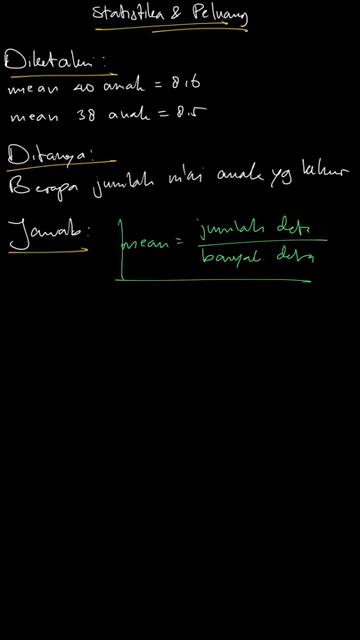 Statistika & Peluang
Diketahui:
mean 40 anak = 8.6
mean 38 anak = 8.5
Ditanya:
Berapa jumlah nilai anak yg
Jawab:
mean = jumlah data
banyak data